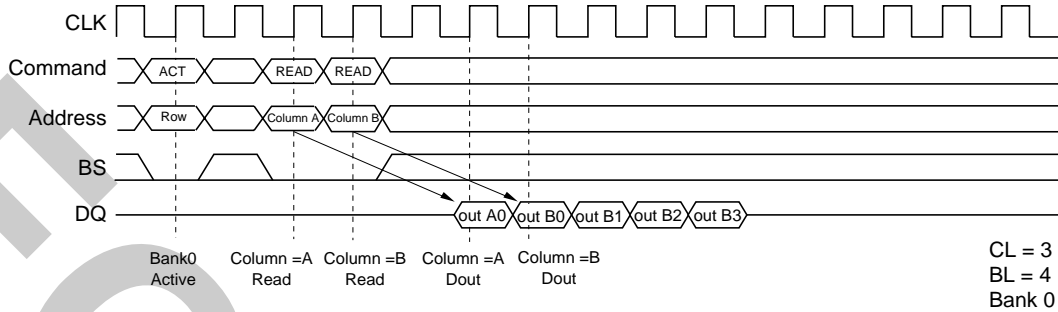 CLK
Command ACT READ READ
Address Row Column A Column B
BS
DQ out A0 out B0 out B1 out B2 out B3
Bank0 Column =A Column =B Column =A Column =B
Active Read Read Dout Dout
CL = 3
BL = 4
Bank 0